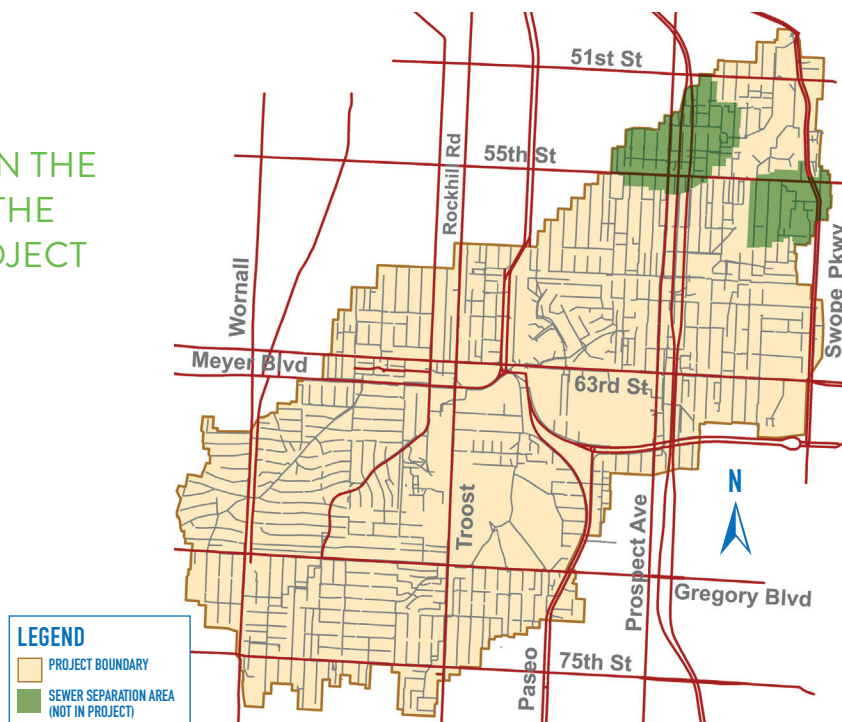 N THE
THE
OJECT
51st St
55th St
Rockhill Rd
Wornall
Swope Pkwy
Meyer Blvd
63rd St
N
Troost
Prospect Ave
Gregory Blvd
Paseo
75th St
LEGEND
PROJECT BOUNDARY
SEWER SEPARATION AREA
(NOT IN PROJECT)